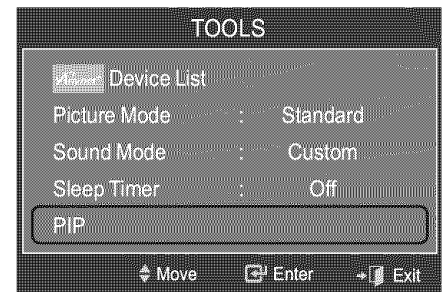 TOOLS
Device List
Picture Mode : Standard
Sound Mode : Custom
Sleep Timer : Off
PIP
Move Enter Exit